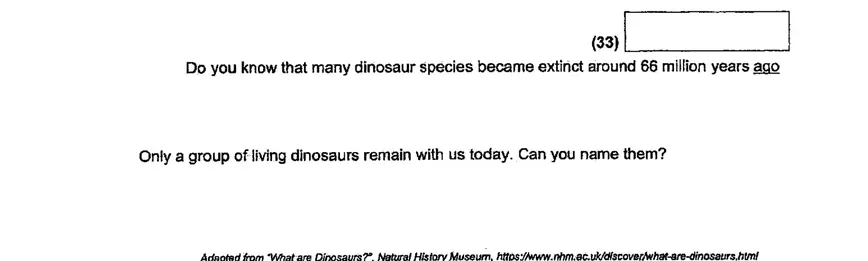 (33)
Do you know that many dinosaur species became extinct around 66 million years ago
Only a group of living dinosaurs remain with us today. Can you name them?
Adapted from "What are Dinosaurs?", Natural History Museum, https://www.nhm.ac.uk/discover/what-are-dinosaurs.html